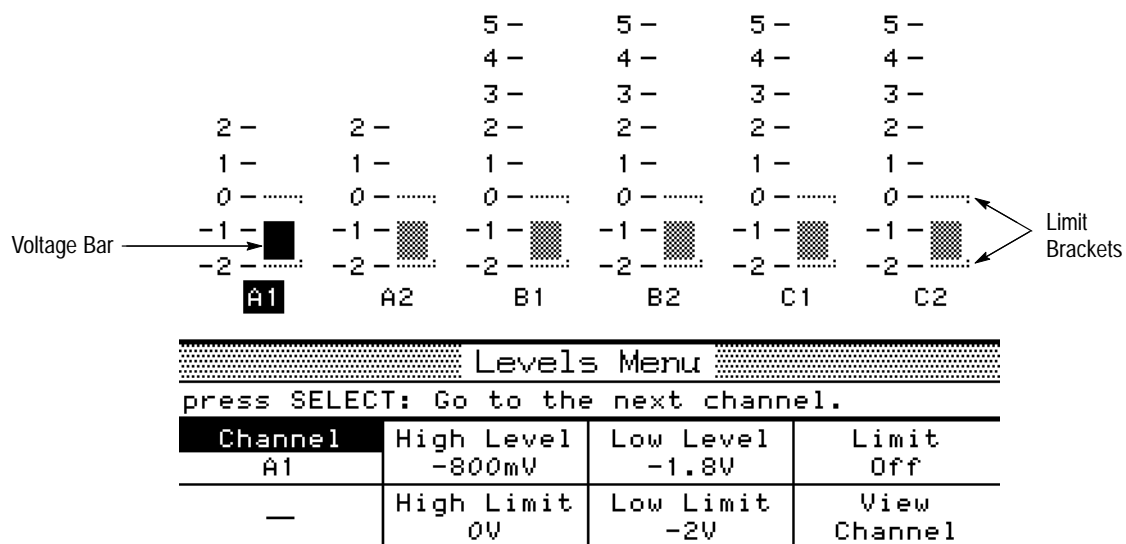 5 – 5 – 5 – 5 –
4 – 4 – 4 – 4 –
3 – 3 – 3 – 3 –
2 – 2 – 2 – 2 – 2 – 2 –
1 – 1 – 1 – 1 – 1 – 1 –
0 – 0 – 0 – 0 – 0 – 0 –
-1 – -1 – -1 – -1 – -1 – -1 –
-2 – -2 – -2 – -2 – -2 – -2 –
Voltage Bar
Limit
Brackets
A1 A2 B1 B2 C1 C2
Levels Menu
press SELECT: Go to the next channel.
Channel High Level Low Level Limit
A1 -800mV -1.8V Off
— High Limit Low Limit View
0V -2V Channel